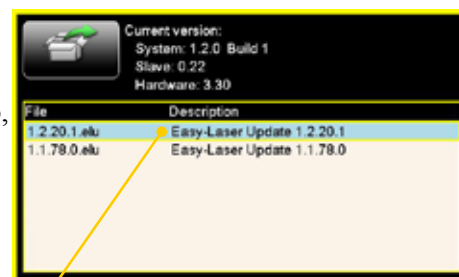 Current version:
System: 1.2.0 Build 1
Slave: 0.22
Hardware: 3.30
File Description
1.2.20.1.elu Easy-Laser Update 1.2.20.1
1.1.78.0.elu Easy-Laser Update 1.1.78.0